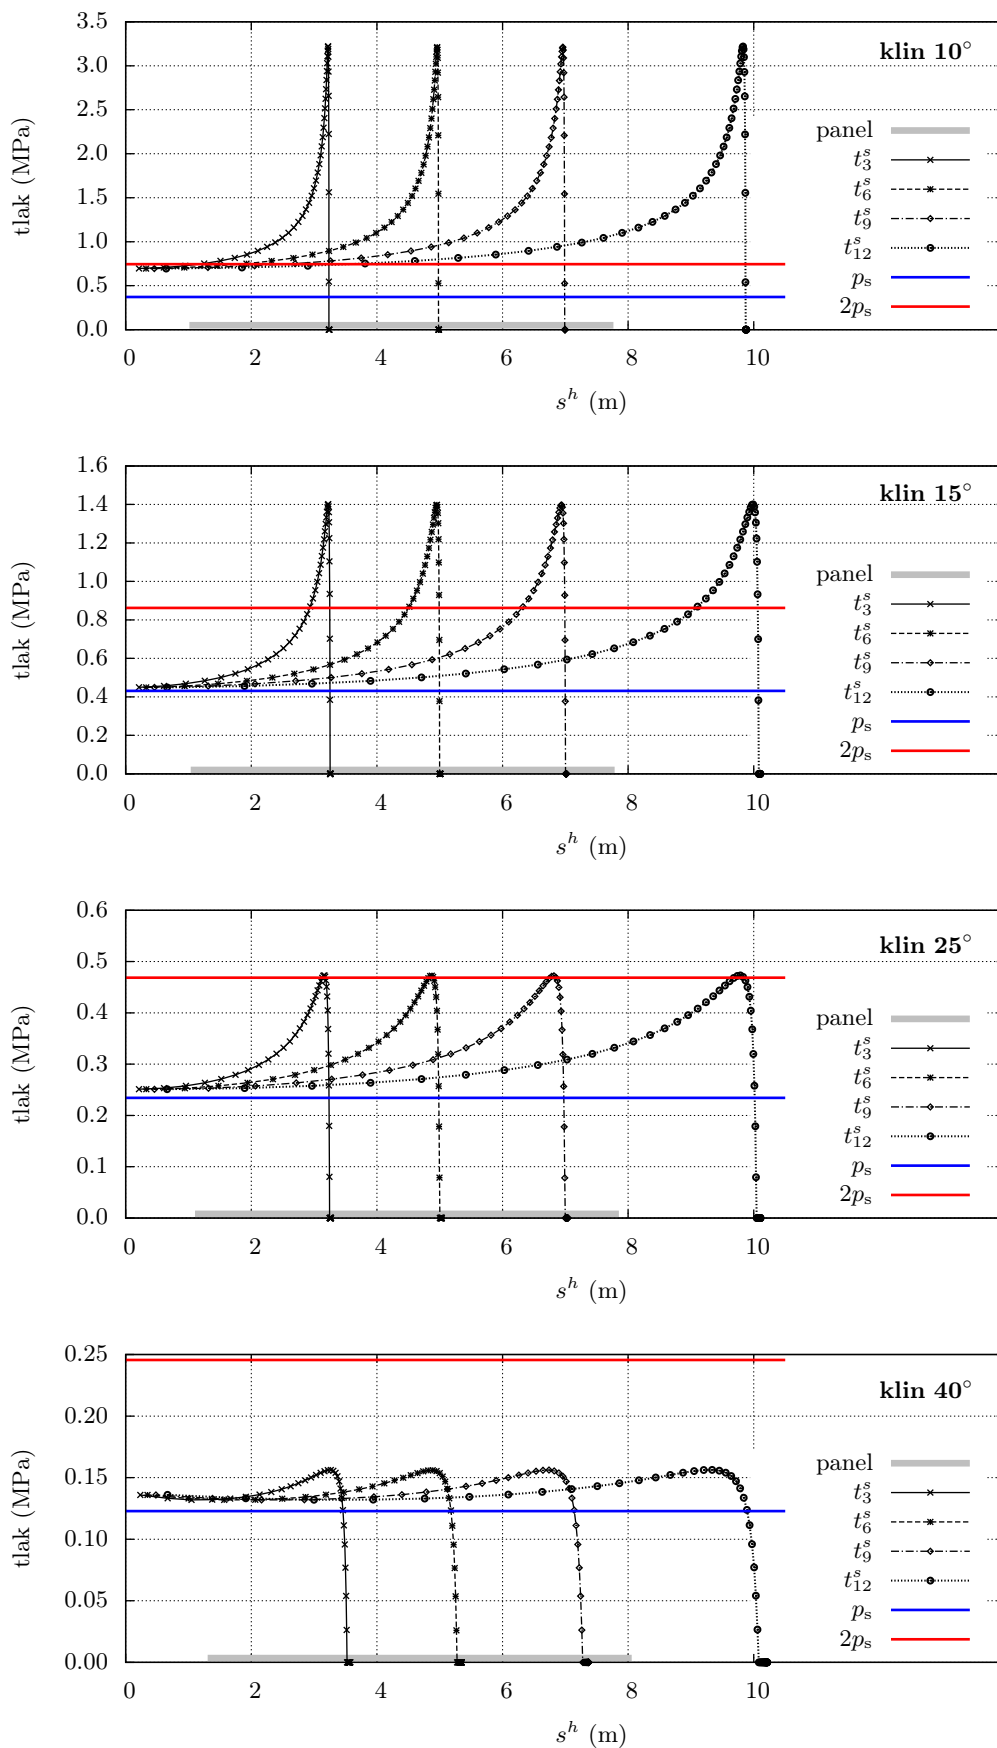 3.5
3.0
2.5
2.0
1.5
1.0
0.5
0.0
tlak (MPa)
klin 10°
panel
t₃ˢ
t₆ˢ
t₉ˢ
t₁₂ˢ
pₛ
2pₛ
0 2 4 6 8 10
sʰ (m)
1.6
1.4
1.2
1.0
0.8
0.6
0.4
0.2
0.0
tlak (MPa)
klin 15°
panel
t₃ˢ
t₆ˢ
t₉ˢ
t₁₂ˢ
pₛ
2pₛ
0 2 4 6 8 10
sʰ (m)
0.6
0.5
0.4
0.3
0.2
0.1
0.0
tlak (MPa)
klin 25°
panel
t₃ˢ
t₆ˢ
t₉ˢ
t₁₂ˢ
pₛ
2pₛ
0 2 4 6 8 10
sʰ (m)
0.25
0.20
0.15
0.10
0.05
0.00
tlak (MPa)
klin 40°
panel
t₃ˢ
t₆ˢ
t₉ˢ
t₁₂ˢ
pₛ
2pₛ
0 2 4 6 8 10
sʰ (m)